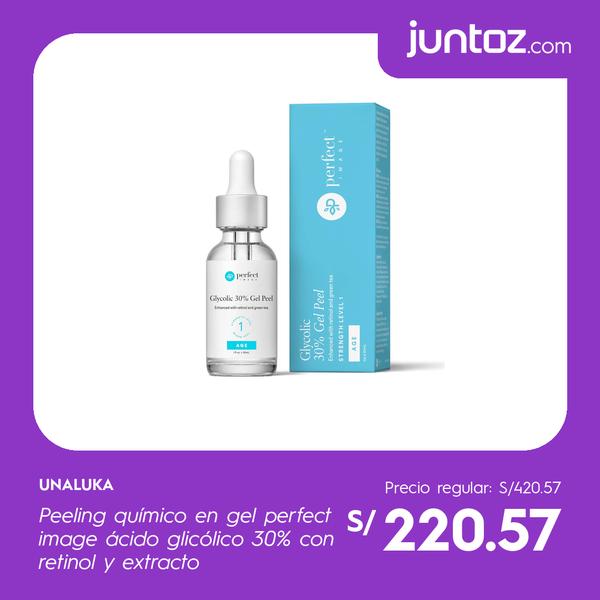 juntoz.com
perfect
IMAGE
Glycolic 30% Gel Peel
Enhanced with retinol and green tea
1
AGE
perfect
IMAGE
Glycolic
30% Gel Peel
Enhanced with retinol and green tea
STRENGTH LEVEL 1
AGE
UNALUKA
Peeling químico en gel perfect
image ácido glicólico 30% con
retinol y extracto
Precio regular: S/420.57
S/ 220.57